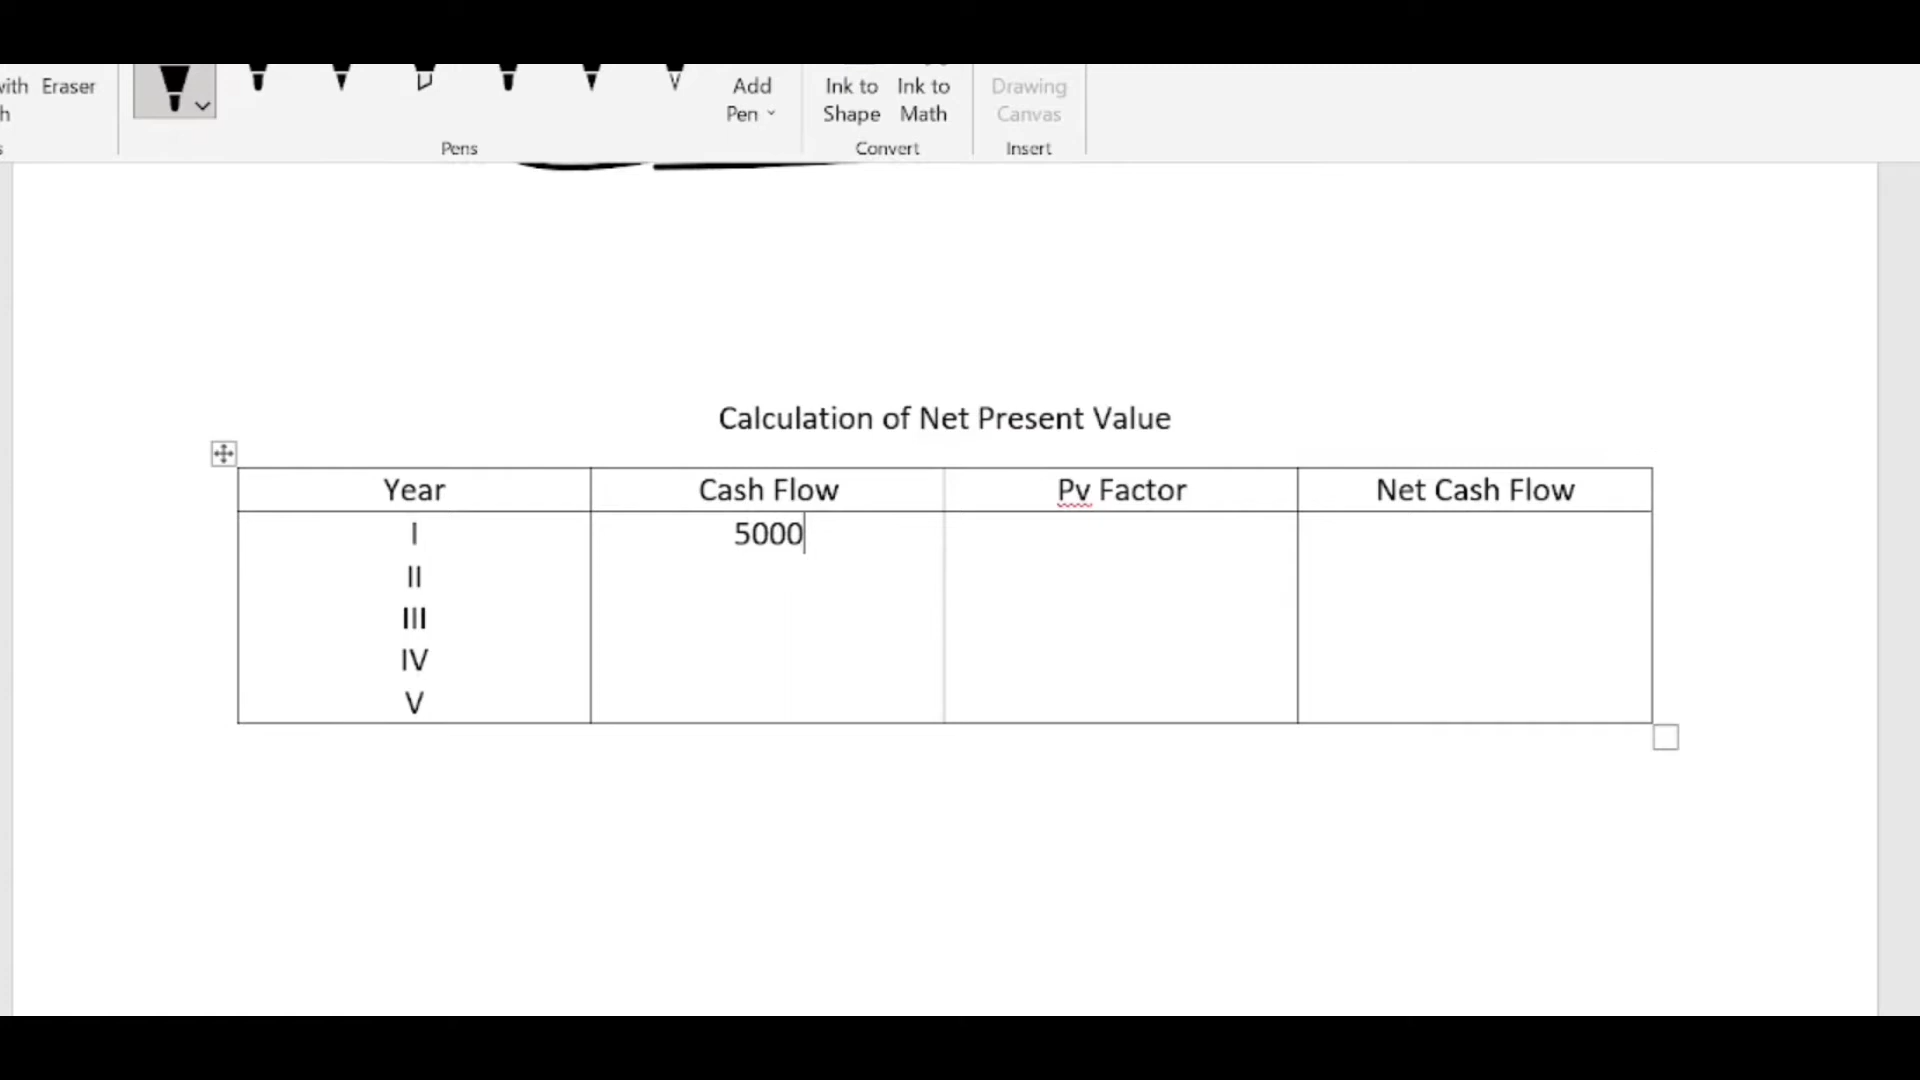 with Eraser
h
s
Add
Pen
Pens
Ink to Shape
Ink to Math
Convert
Drawing
Canvas
Insert
Calculation of Net Present Value
Year Cash Flow Pv Factor Net Cash Flow
I 5000
II
III
IV
V